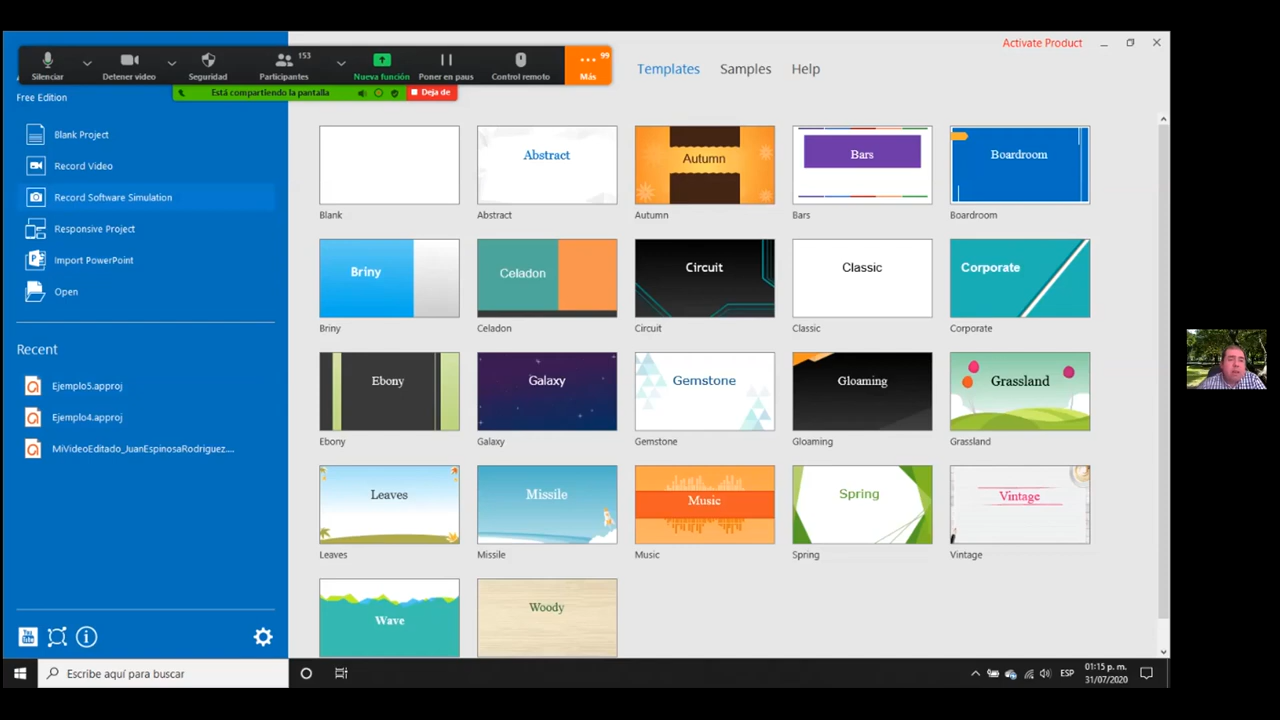 Silenciar
Detener video
Seguridad
153
Participantes
Nueva función
Poner en paus
Control remoto
99
Más
Está compartiendo la pantalla
Deja de
Free Edition
Blank Project
Record Video
Record Software Simulation
Responsive Project
Import PowerPoint
Open
Recent
Ejemplo5.approj
Ejemplo4.approj
MiVideoEditado_JuanEspinosaRodriguez....
Activate Product
Templates Samples Help
Abstract Autumn Bars Boardroom
Blank Abstract Autumn Bars Boardroom
Briny Celadon Circuit Classic Corporate
Briny Celadon Circuit Classic Corporate
Ebony Galaxy Gemstone Gloaming Grassland
Ebony Galaxy Gemstone Gloaming Grassland
Leaves Missile Music Spring Vintage
Leaves Missile Music Spring Vintage
Wave Woody
You Tube
Escribe aquí para buscar
ESP
01:15 p. m.
31/07/2020